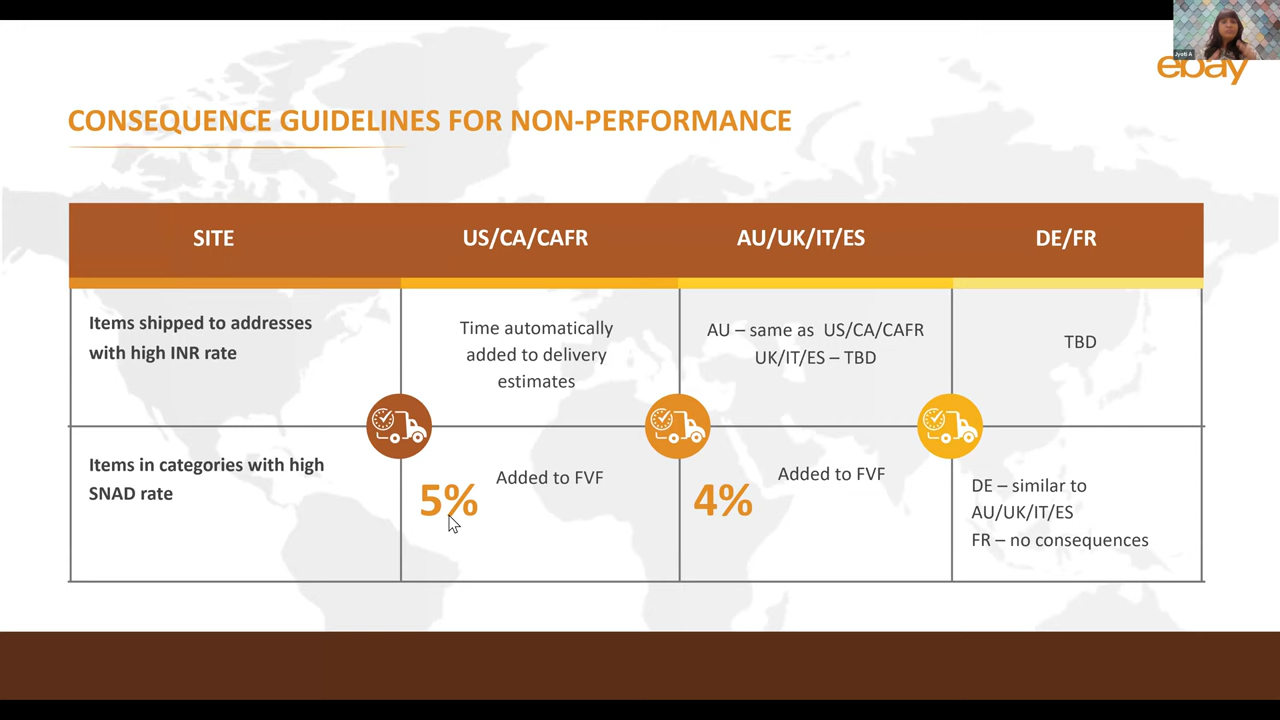 Jyoti A
ebay
CONSEQUENCE GUIDELINES FOR NON-PERFORMANCE
SITE
US/CA/CAFR
AU/UK/IT/ES
DE/FR
Items shipped to addresses
with high INR rate
Time automatically
added to delivery
estimates
AU – same as US/CA/CAFR
UK/IT/ES – TBD
TBD
Items in categories with high
SNAD rate
5%
Added to FVF
4%
Added to FVF
DE – similar to
AU/UK/IT/ES
FR – no consequences